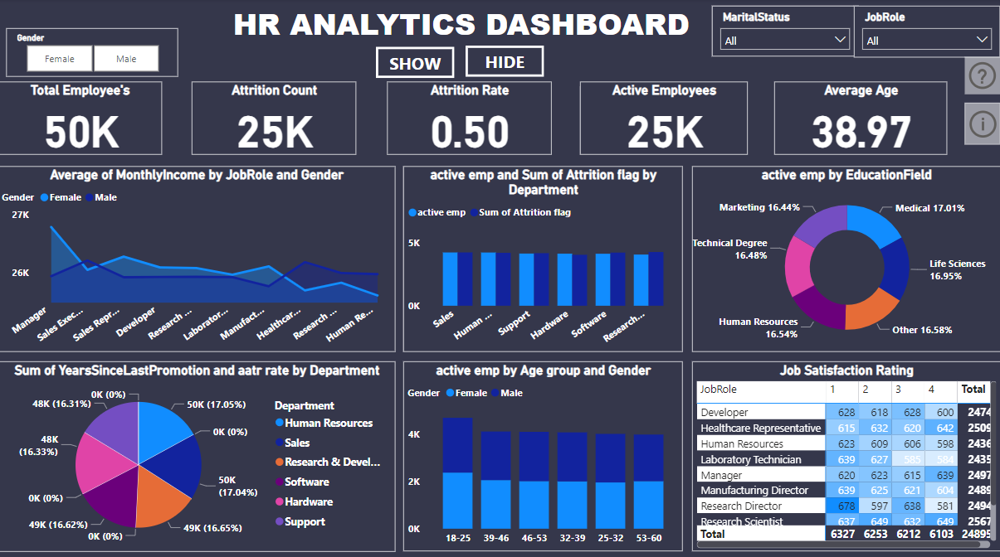 HR ANALYTICS DASHBOARD
Gender
Female
Male
SHOW
HIDE
MaritalStatus
All
JobRole
All
?
i
Total Employee's
50K
Attrition Count
25K
Attrition Rate
0.50
Active Employees
25K
Average Age
38.97
Average of MonthlyIncome by JobRole and Gender
Gender Female Male
27K
26K
Manager
Sales Exec...
Sales Repr...
Developer
Research ...
Laborator...
Manufact...
Healthcar...
Research ...
Human Re...
active emp and Sum of Attrition flag by
Department
active emp Sum of Attrition flag
5K
0K
Sales
Human ...
Support
Hardware
Software
Research...
active emp by EducationField
Marketing 16.44%
Medical 17.01%
Technical Degree
16.48%
Life Sciences
16.95%
Human Resources
16.54%
Other 16.58%
Sum of YearsSinceLastPromotion and aatr rate by Department
0K (0%)
48K (16.31%)
50K (17.05%)
0K (0%)
48K
(16.33%)
50K
(17.04%)
0K (0%)
49K (16.62%)
49K (16.65%)
0K (0%)
Department
Human Resources
Sales
Research & Devel...
Software
Hardware
Support
active emp by Age group and Gender
Gender Female Male
4K
2K
0K
18-25 39-46 46-53 32-39 25-32 53-60
Job Satisfaction Rating
JobRole 1 2 3 4 Total
Developer 628 618 628 600 2474
Healthcare Representative 615 632 620 642 2509
Human Resources 623 609 606 598 2436
Laboratory Technician 639 627 585 584 2435
Manager 620 623 615 639 2497
Manufacturing Director 639 625 621 604 2489
Research Director 678 597 638 581 2494
Research Scientist 637 649 632 649 2567
Total 6327 6253 6212 6103 24895